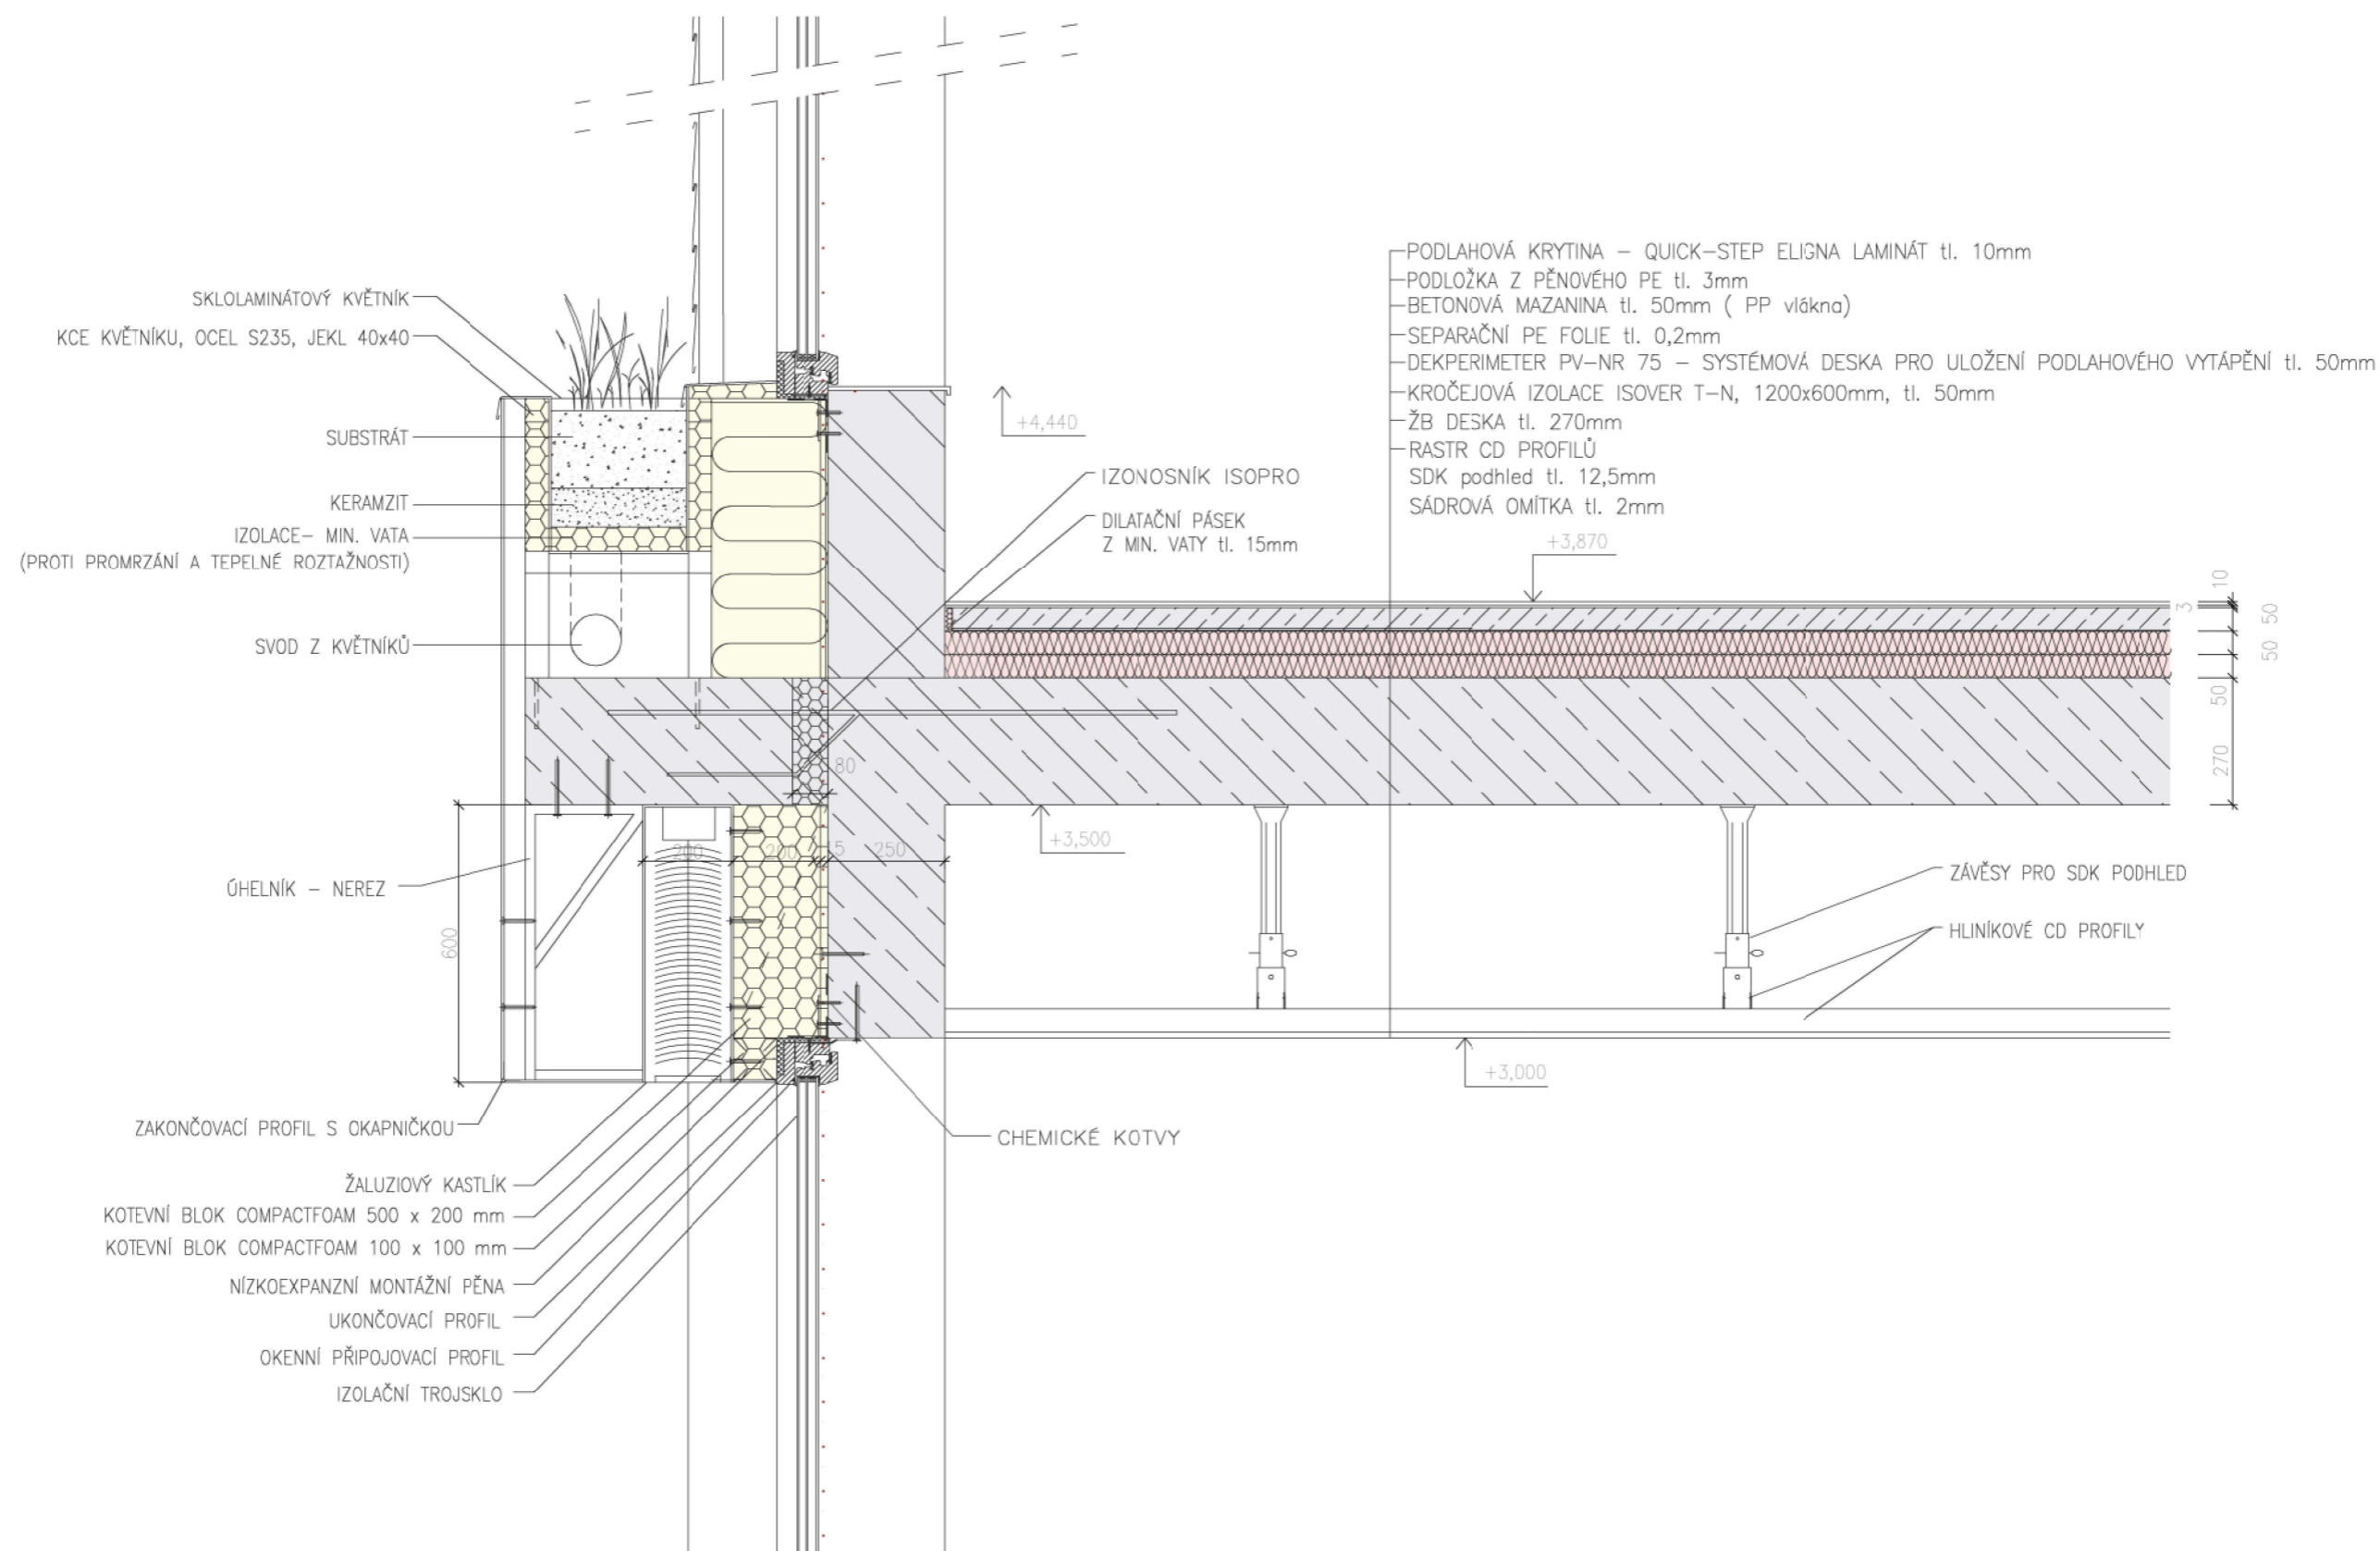 SKLOLAMINÁTOVÝ KVĚTNÍK
KCE KVĚTNÍKU, OCEL S235, JEKL 40x40
SUBSTRÁT
KERAMZIT
IZOLACE– MIN. VATA
(PROTI PROMRZÁNÍ A TEPELNÉ ROZTAŽNOSTI)
SVOD Z KVĚTNÍKŮ
ÚHELNÍK – NEREZ
600
ZAKONČOVACÍ PROFIL S OKAPNIČKOU
ŽALUZIOVÝ KASTLÍK
KOTEVNÍ BLOK COMPACTFOAM 500 x 200 mm
KOTEVNÍ BLOK COMPACTFOAM 100 x 100 mm
NÍZKOEXPANZNÍ MONTÁŽNÍ PĚNA
UKONČOVACÍ PROFIL
OKENNÍ PŘIPOJOVACÍ PROFIL
IZOLAČNÍ TROJSKLO
+4,440
IZONOSNÍK ISOPRO
DILATAČNÍ PÁSEK
Z MIN. VATY tl. 15mm
80
200 200 15 250
+3,500
CHEMICKÉ KOTVY
PODLAHOVÁ KRYTINA – QUICK–STEP ELIGNA LAMINÁT tl. 10mm
PODLOŽKA Z PĚNOVÉHO PE tl. 3mm
BETONOVÁ MAZANINA tl. 50mm ( PP vlákna)
SEPARAČNÍ PE FOLIE tl. 0,2mm
DEKPERIMETER PV–NR 75 – SYSTÉMOVÁ DESKA PRO ULOŽENÍ PODLAHOVÉHO VYTÁPĚNÍ tl. 50mm
KROČEJOVÁ IZOLACE ISOVER T–N, 1200x600mm, tl. 50mm
ŽB DESKA tl. 270mm
RASTR CD PROFILŮ
SDK podhled tl. 12,5mm
SÁDROVÁ OMÍTKA tl. 2mm
+3,870
10
3
50
50
50
270
ZÁVĚSY PRO SDK PODHLED
HLINÍKOVÉ CD PROFILY
+3,000